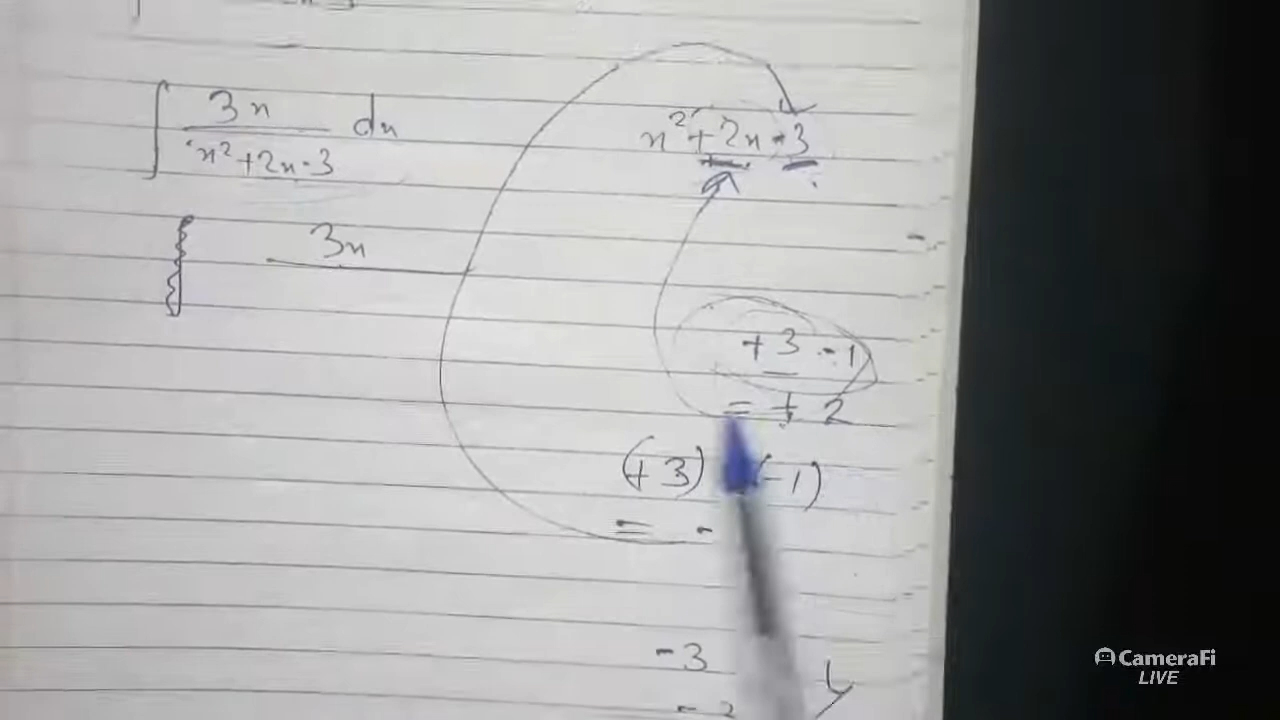 ∫ 3x / x²+2x-3 dx
x²+2x-3
∫ 3x
+3 -1
= +2
(+3) (-1)
= -
-3
CameraFi
LIVE